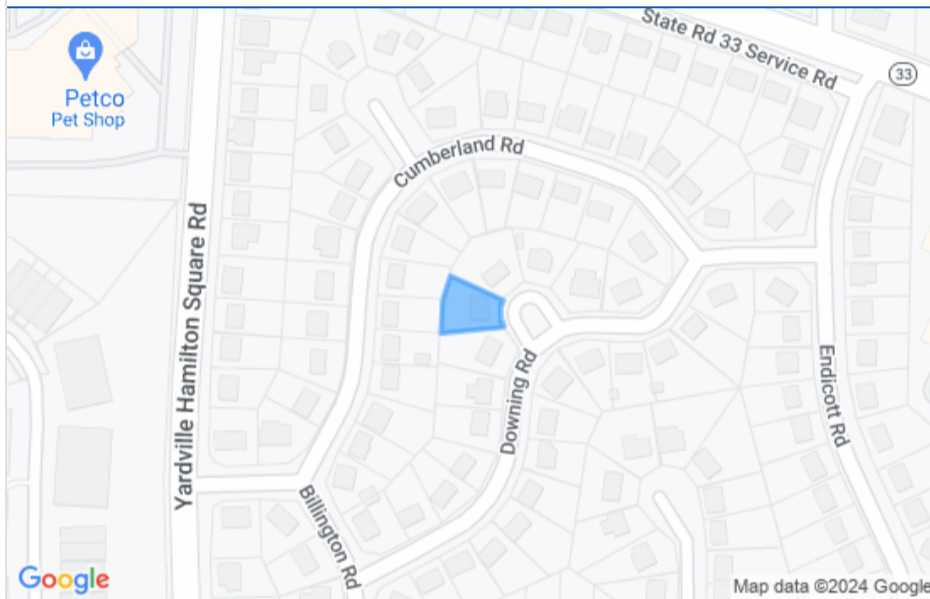 State Rd 33 Service Rd
33
Petco
Pet Shop
Cumberland Rd
Yardville Hamilton Square Rd
Endicott Rd
Downing Rd
Billington Rd
Google
Map data ©2024 Google